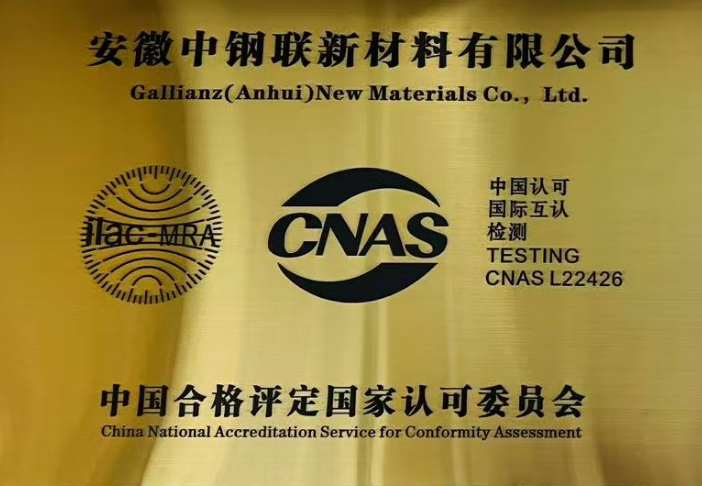 安徽中钢联新材料有限公司
Gallianz(Anhui)New Materials Co., Ltd.
ilac-MRA
CNAS
中国认可
国际互认
检测
TESTING
CNAS L22426
中国合格评定国家认可委员会
China National Accreditation Service for Conformity Assessment